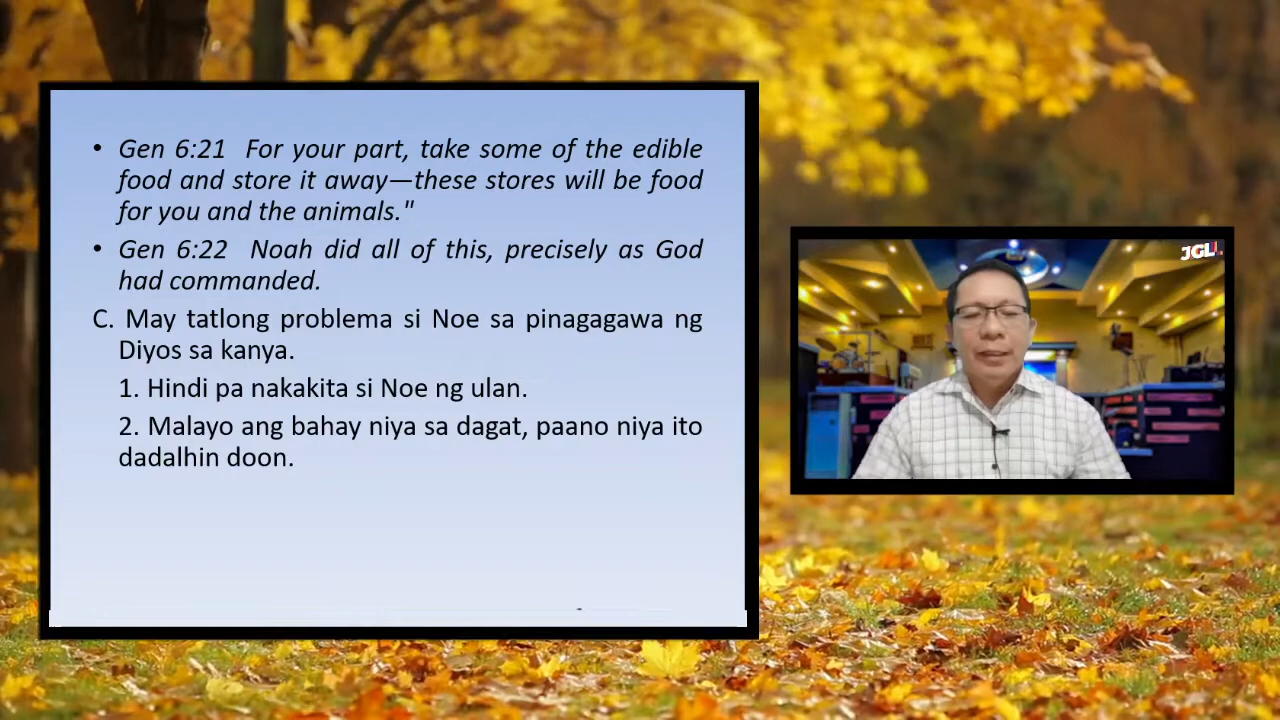 • Gen 6:21 For your part, take some of the edible
food and store it away—these stores will be food
for you and the animals."
• Gen 6:22 Noah did all of this, precisely as God
had commanded.
C. May tatlong problema si Noe sa pinagagawa ng
Diyos sa kanya.
1. Hindi pa nakakita si Noe ng ulan.
2. Malayo ang bahay niya sa dagat, paano niya ito
dadalhin doon.
JGLI